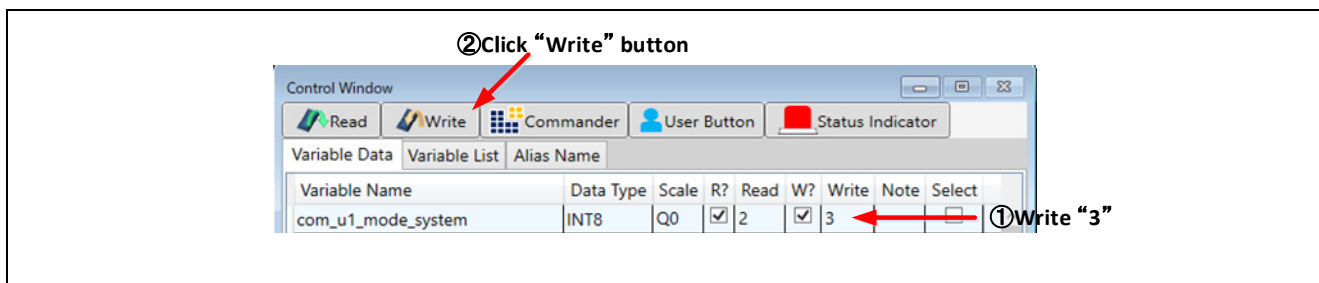 ②Click “Write” button
Control Window
Read Write Commander User Button Status Indicator
Variable Data Variable List Alias Name
Variable Name Data Type Scale R? Read W? Write Note Select
com_u1_mode_system INT8 Q0 2 3 ①Write “3”